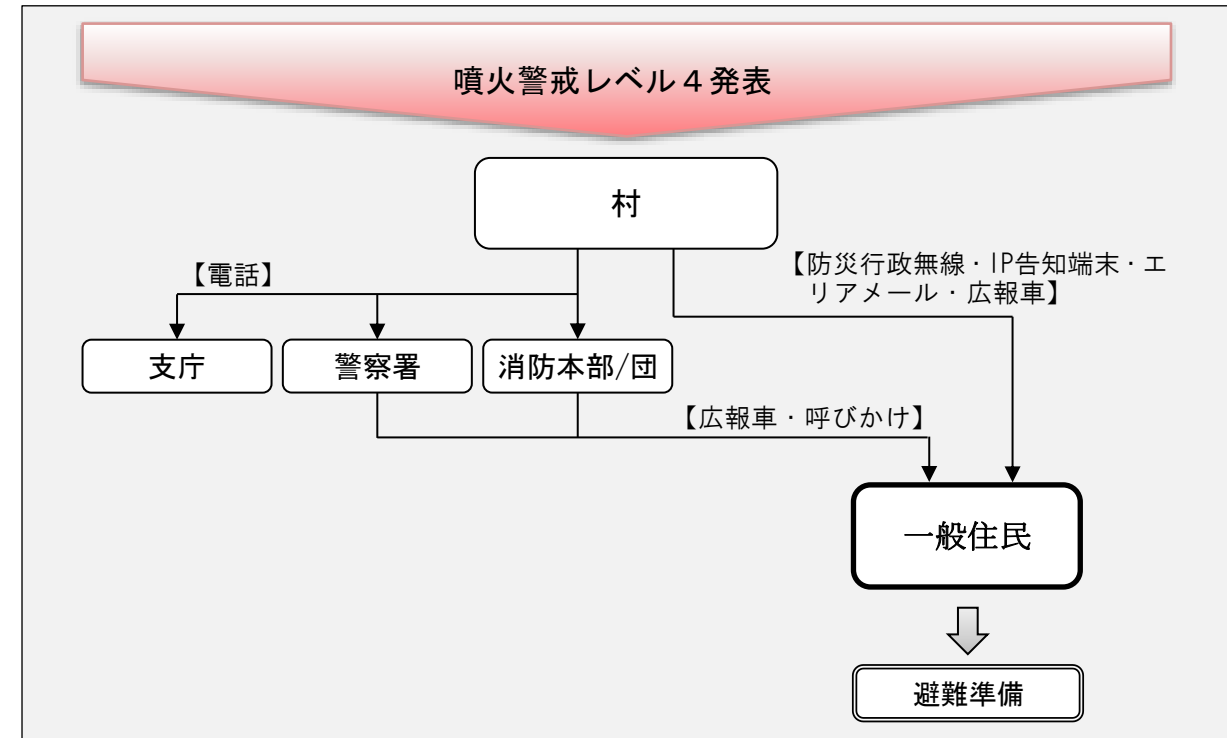 噴火警戒レベル４発表
村
【電話】
【防災行政無線・IP告知端末・エ
リアメール・広報車】
支庁
警察署
消防本部/団
【広報車・呼びかけ】
一般住民
避難準備